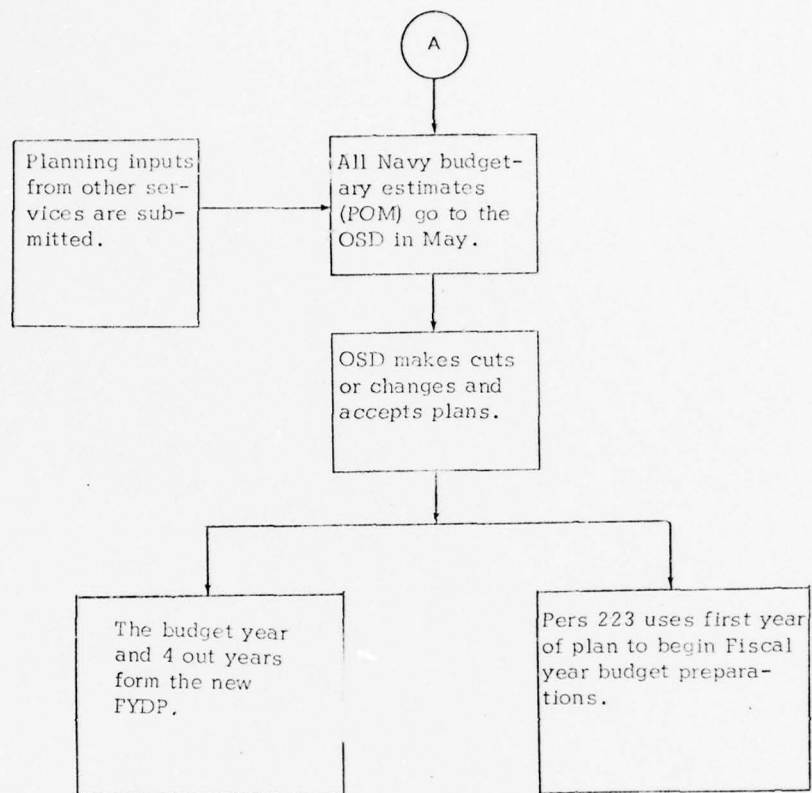 A
Planning inputs
from other ser-
vices are sub-
mitted.
All Navy budget-
ary estimates
(POM) go to the
OSD in May.
OSD makes cuts
or changes and
accepts plans.
The budget year
and 4 out years
form the new
FYDP.
Pers 223 uses first year
of plan to begin Fiscal
year budget prepara-
tions.